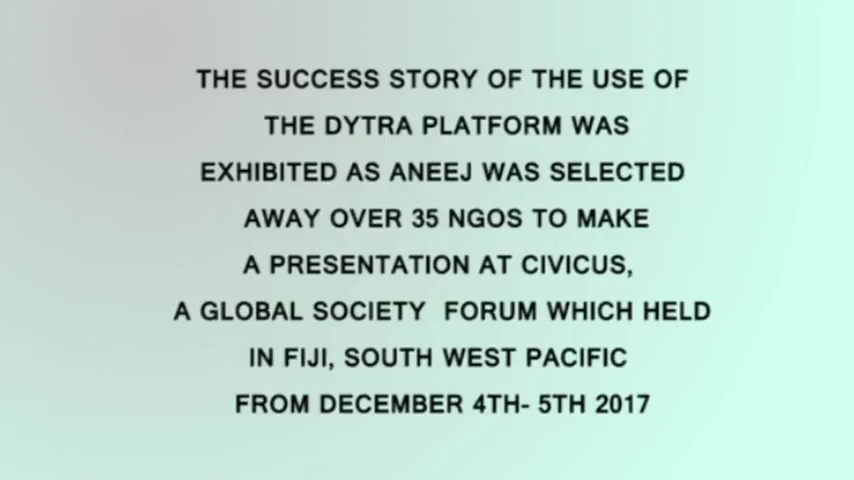 THE SUCCESS STORY OF THE USE OF
THE DYTRA PLATFORM WAS
EXHIBITED AS ANEEJ WAS SELECTED
AWAY OVER 35 NGOS TO MAKE
A PRESENTATION AT CIVICUS,
A GLOBAL SOCIETY FORUM WHICH HELD
IN FIJI, SOUTH WEST PACIFIC
FROM DECEMBER 4TH- 5TH 2017